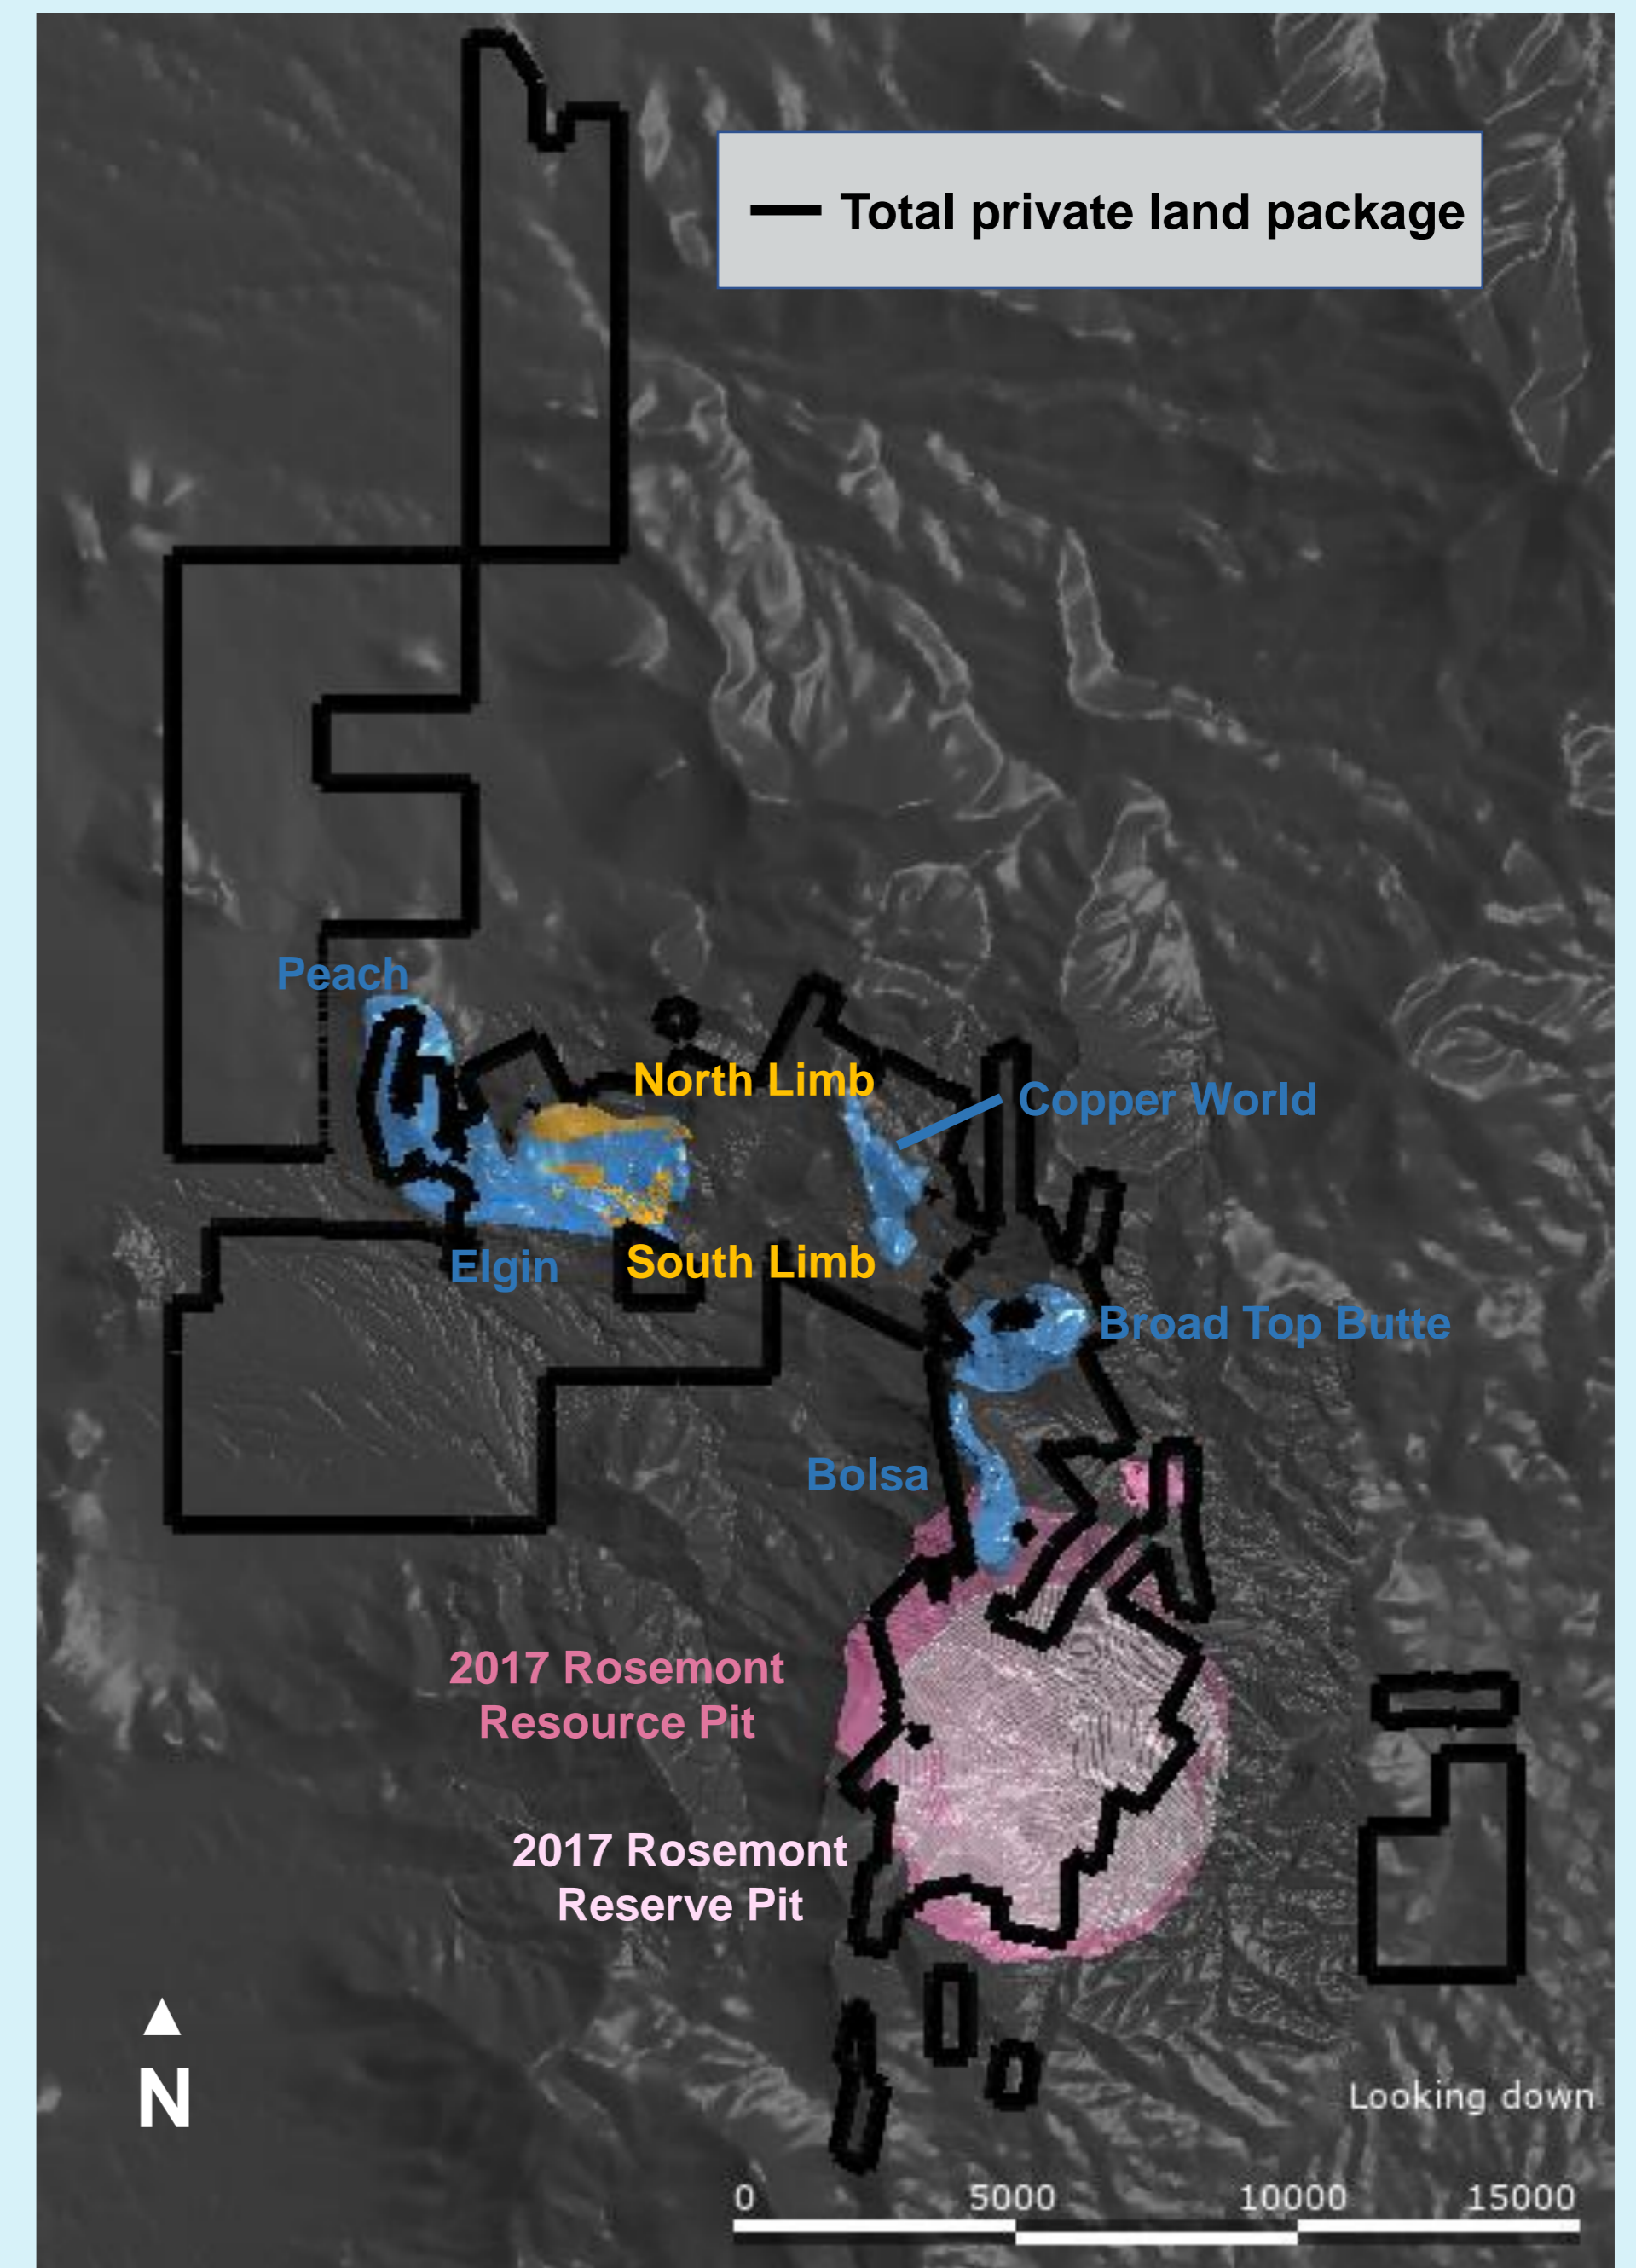 Total private land package
Peach
North Limb
Copper World
Elgin
South Limb
Broad Top Butte
Bolsa
2017 Rosemont
Resource Pit
2017 Rosemont
Reserve Pit
N
Looking down
0 5000 10000 15000